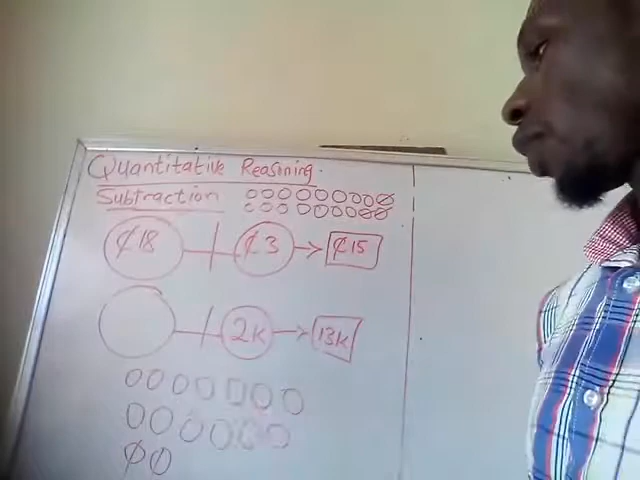 Quantitative Reasoning.
Subtraction
₵18 ₵3 ₵15
2K 13K